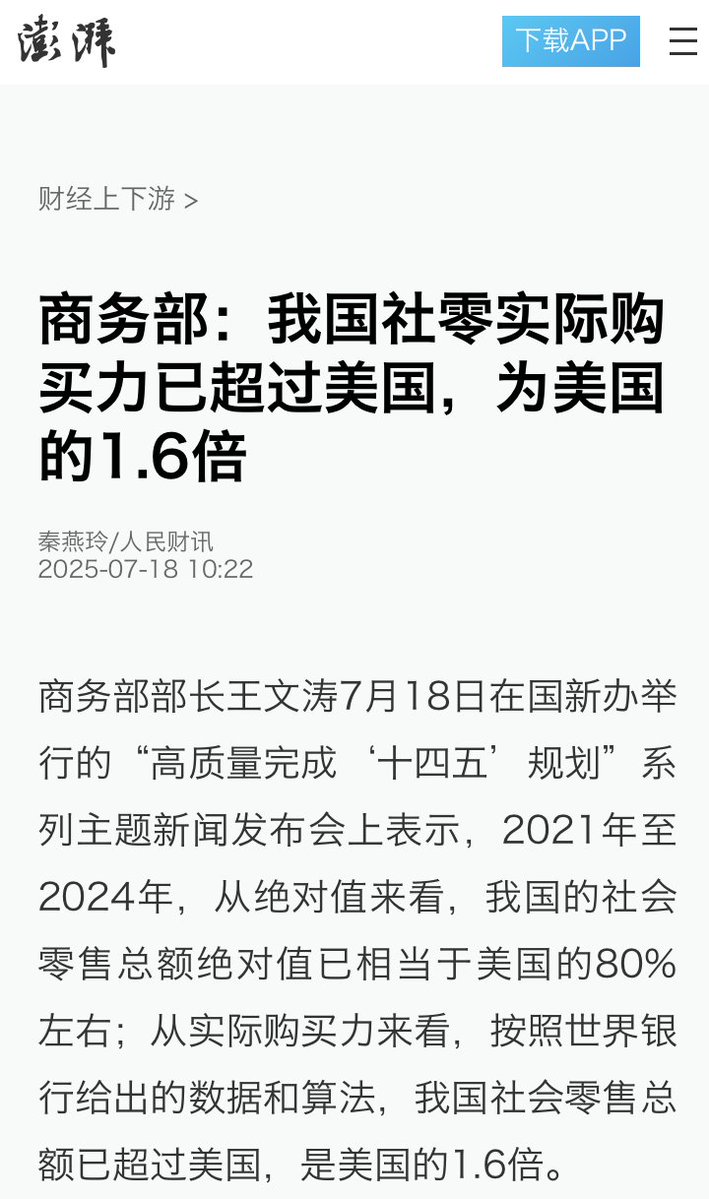 澎湃
下载APP
财经上下游 >
商务部：我国社零实际购
买力已超过美国，为美国
的1.6倍
秦燕玲/人民财讯
2025-07-18 10:22
商务部部长王文涛7月18日在国新办举
行的“高质量完成‘十四五’规划”系
列主题新闻发布会上表示，2021年至
2024年，从绝对值来看，我国的社会
零售总额绝对值已相当于美国的80%
左右；从实际购买力来看，按照世界银
行给出的数据和算法，我国社会零售总
额已超过美国，是美国的1.6倍。